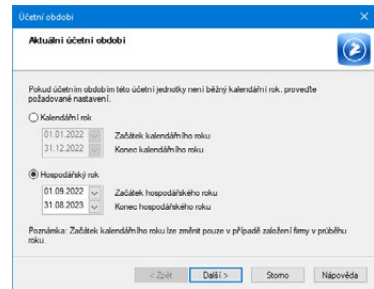 Účetní období
Aktuální účetní období
Pokud účetním obdobím této účetní jednotky není běžný kalendářní rok, proveďte
požadované nastavení.
Kalendářní rok
01.01.2022 Začátek kalendářního roku
31.12.2022 Konec kalendářního roku
Hospodářský rok
01.09.2022 Začátek hospodářského roku
31.08.2023 Konec hospodářského roku
Poznámka: Začátek kalendářního roku lze změnit pouze v případě založení firmy v průběhu
roku.
< Zpět Další > Storno Nápověda